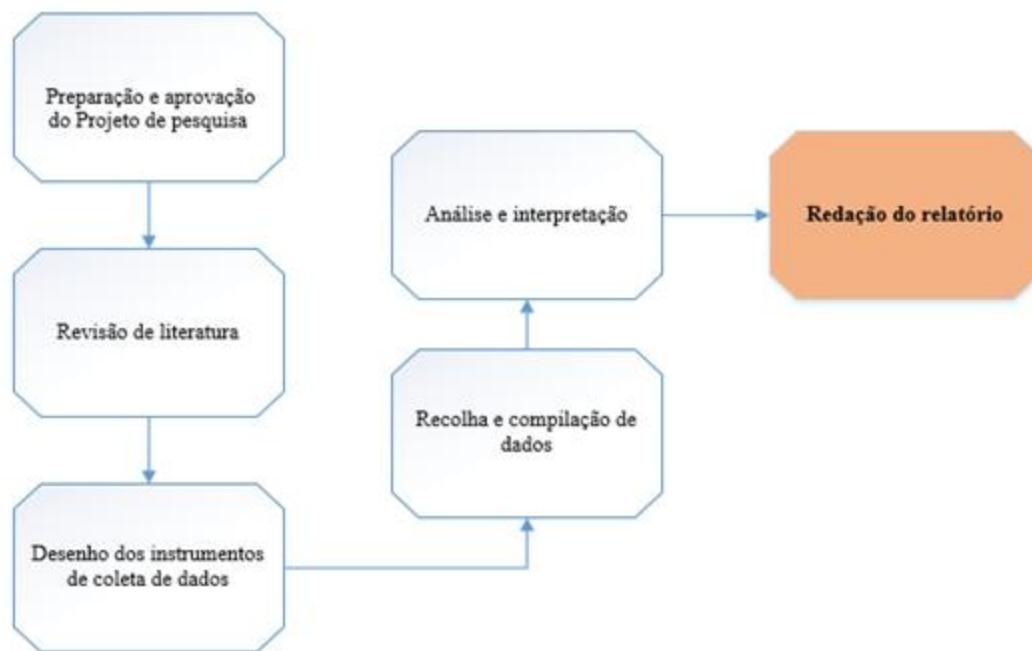 Preparação e aprovação
do Projeto de pesquisa
Revisão de literatura
Desenho dos instrumentos
de coleta de dados
Recolha e compilação de
dados
Análise e interpretação
Redação do relatório